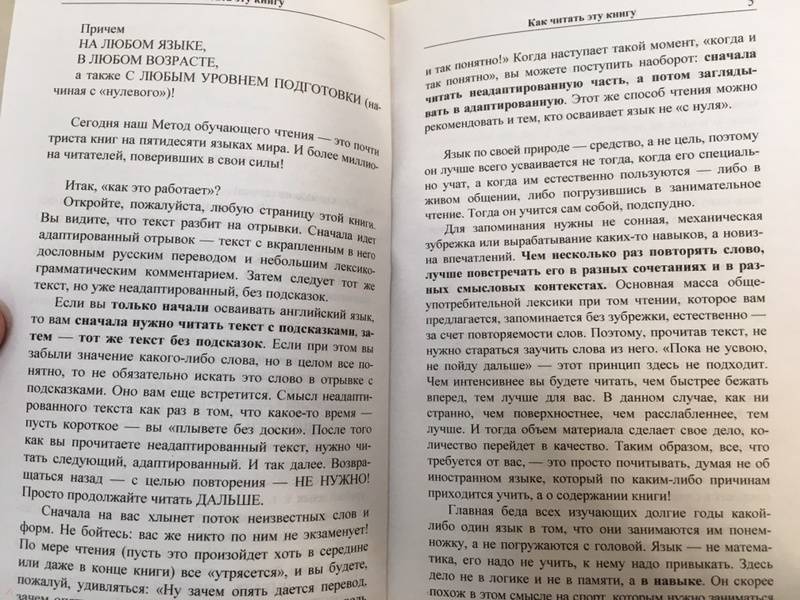 эту книгу
Причем
НА ЛЮБОМ ЯЗЫКЕ,
В ЛЮБОМ ВОЗРАСТЕ,
а также С ЛЮБЫМ УРОВНЕМ ПОДГОТОВКИ (на-
чиная с «нулевого»)!
Сегодня наш Метод обучающего чтения — это почти
триста книг на пятидесяти языках мира. И более миллио-
на читателей, поверивших в свои силы!
Итак, «как это работает»?
Откройте, пожалуйста, любую страницу этой книги.
Вы видите, что текст разбит на отрывки. Сначала идет
адаптированный отрывок — текст с вкрапленным в него
дословным русским переводом и небольшим лексико-
грамматическим комментарием. Затем следует тот же
текст, но уже неадаптированный, без подсказок.
Если вы только начали осваивать английский язык,
то вам сначала нужно читать текст с подсказками, за-
тем — тот же текст без подсказок. Если при этом вы
забыли значение какого-либо слова, но в целом все по-
нятно, то не обязательно искать это слово в отрывке с
подсказками. Оно вам еще встретится. Смысл неадапти-
рованного текста как раз в том, что какое-то время —
пусть короткое — вы «плывете без доски». После того
как вы прочитаете неадаптированный текст, нужно чи-
тать следующий, адаптированный. И так далее. Возвра-
щаться назад — с целью повторения — НЕ НУЖНО!
Просто продолжайте читать ДАЛЬШЕ.
Сначала на вас хлынет поток неизвестных слов и
форм. Не бойтесь: вас же никто по ним не экзаменует!
По мере чтения (пусть это произойдет хоть в середине
или даже в конце книги) все «утрясется», и вы будете,
пожалуй, удивляться: «Ну зачем опять дается перевод,
Как читать эту книгу
5
и так понятно!» Когда наступает такой момент, «когда и
так понятно», вы можете поступить наоборот: сначала
читать неадаптированную часть, а потом загляды-
вать в адаптированную. Этот же способ чтения можно
рекомендовать и тем, кто осваивает язык не «с нуля».
Язык по своей природе — средство, а не цель, поэтому
он лучше всего усваивается не тогда, когда его специаль-
но учат, а когда им естественно пользуются — либо в
живом общении, либо погрузившись в занимательное
чтение. Тогда он учится сам собой, подспудно.
Для запоминания нужны не сонная, механическая
зубрежка или вырабатывание каких-то навыков, а новиз-
на впечатлений. Чем несколько раз повторять слово,
лучше повстречать его в разных сочетаниях и в раз-
ных смысловых контекстах. Основная масса обще-
употребительной лексики при том чтении, которое вам
предлагается, запоминается без зубрежки, естественно —
за счет повторяемости слов. Поэтому, прочитав текст, не
нужно стараться заучить слова из него. «Пока не усвою,
не пойду дальше» — этот принцип здесь не подходит.
Чем интенсивнее вы будете читать, чем быстрее бежать
вперед, тем лучше для вас. В данном случае, как ни
странно, чем поверхностнее, чем расслабленнее, тем
лучше. И тогда объем материала сделает свое дело, ко-
личество перейдет в качество. Таким образом, все, что
требуется от вас, — это просто почитывать, думая не об
иностранном языке, который по каким-либо причинам
приходится учить, а о содержании книги!
Главная беда всех изучающих долгие годы какой-
либо один язык в том, что они занимаются им понем-
ножку, а не погружаются с головой. Язык — не матема-
тика, его надо не учить, к нему надо привыкать. Здесь
дело не в логике и не в памяти, а в навыке. Он скорее
похож в этом смысле на спорт, которым нужно заниматься